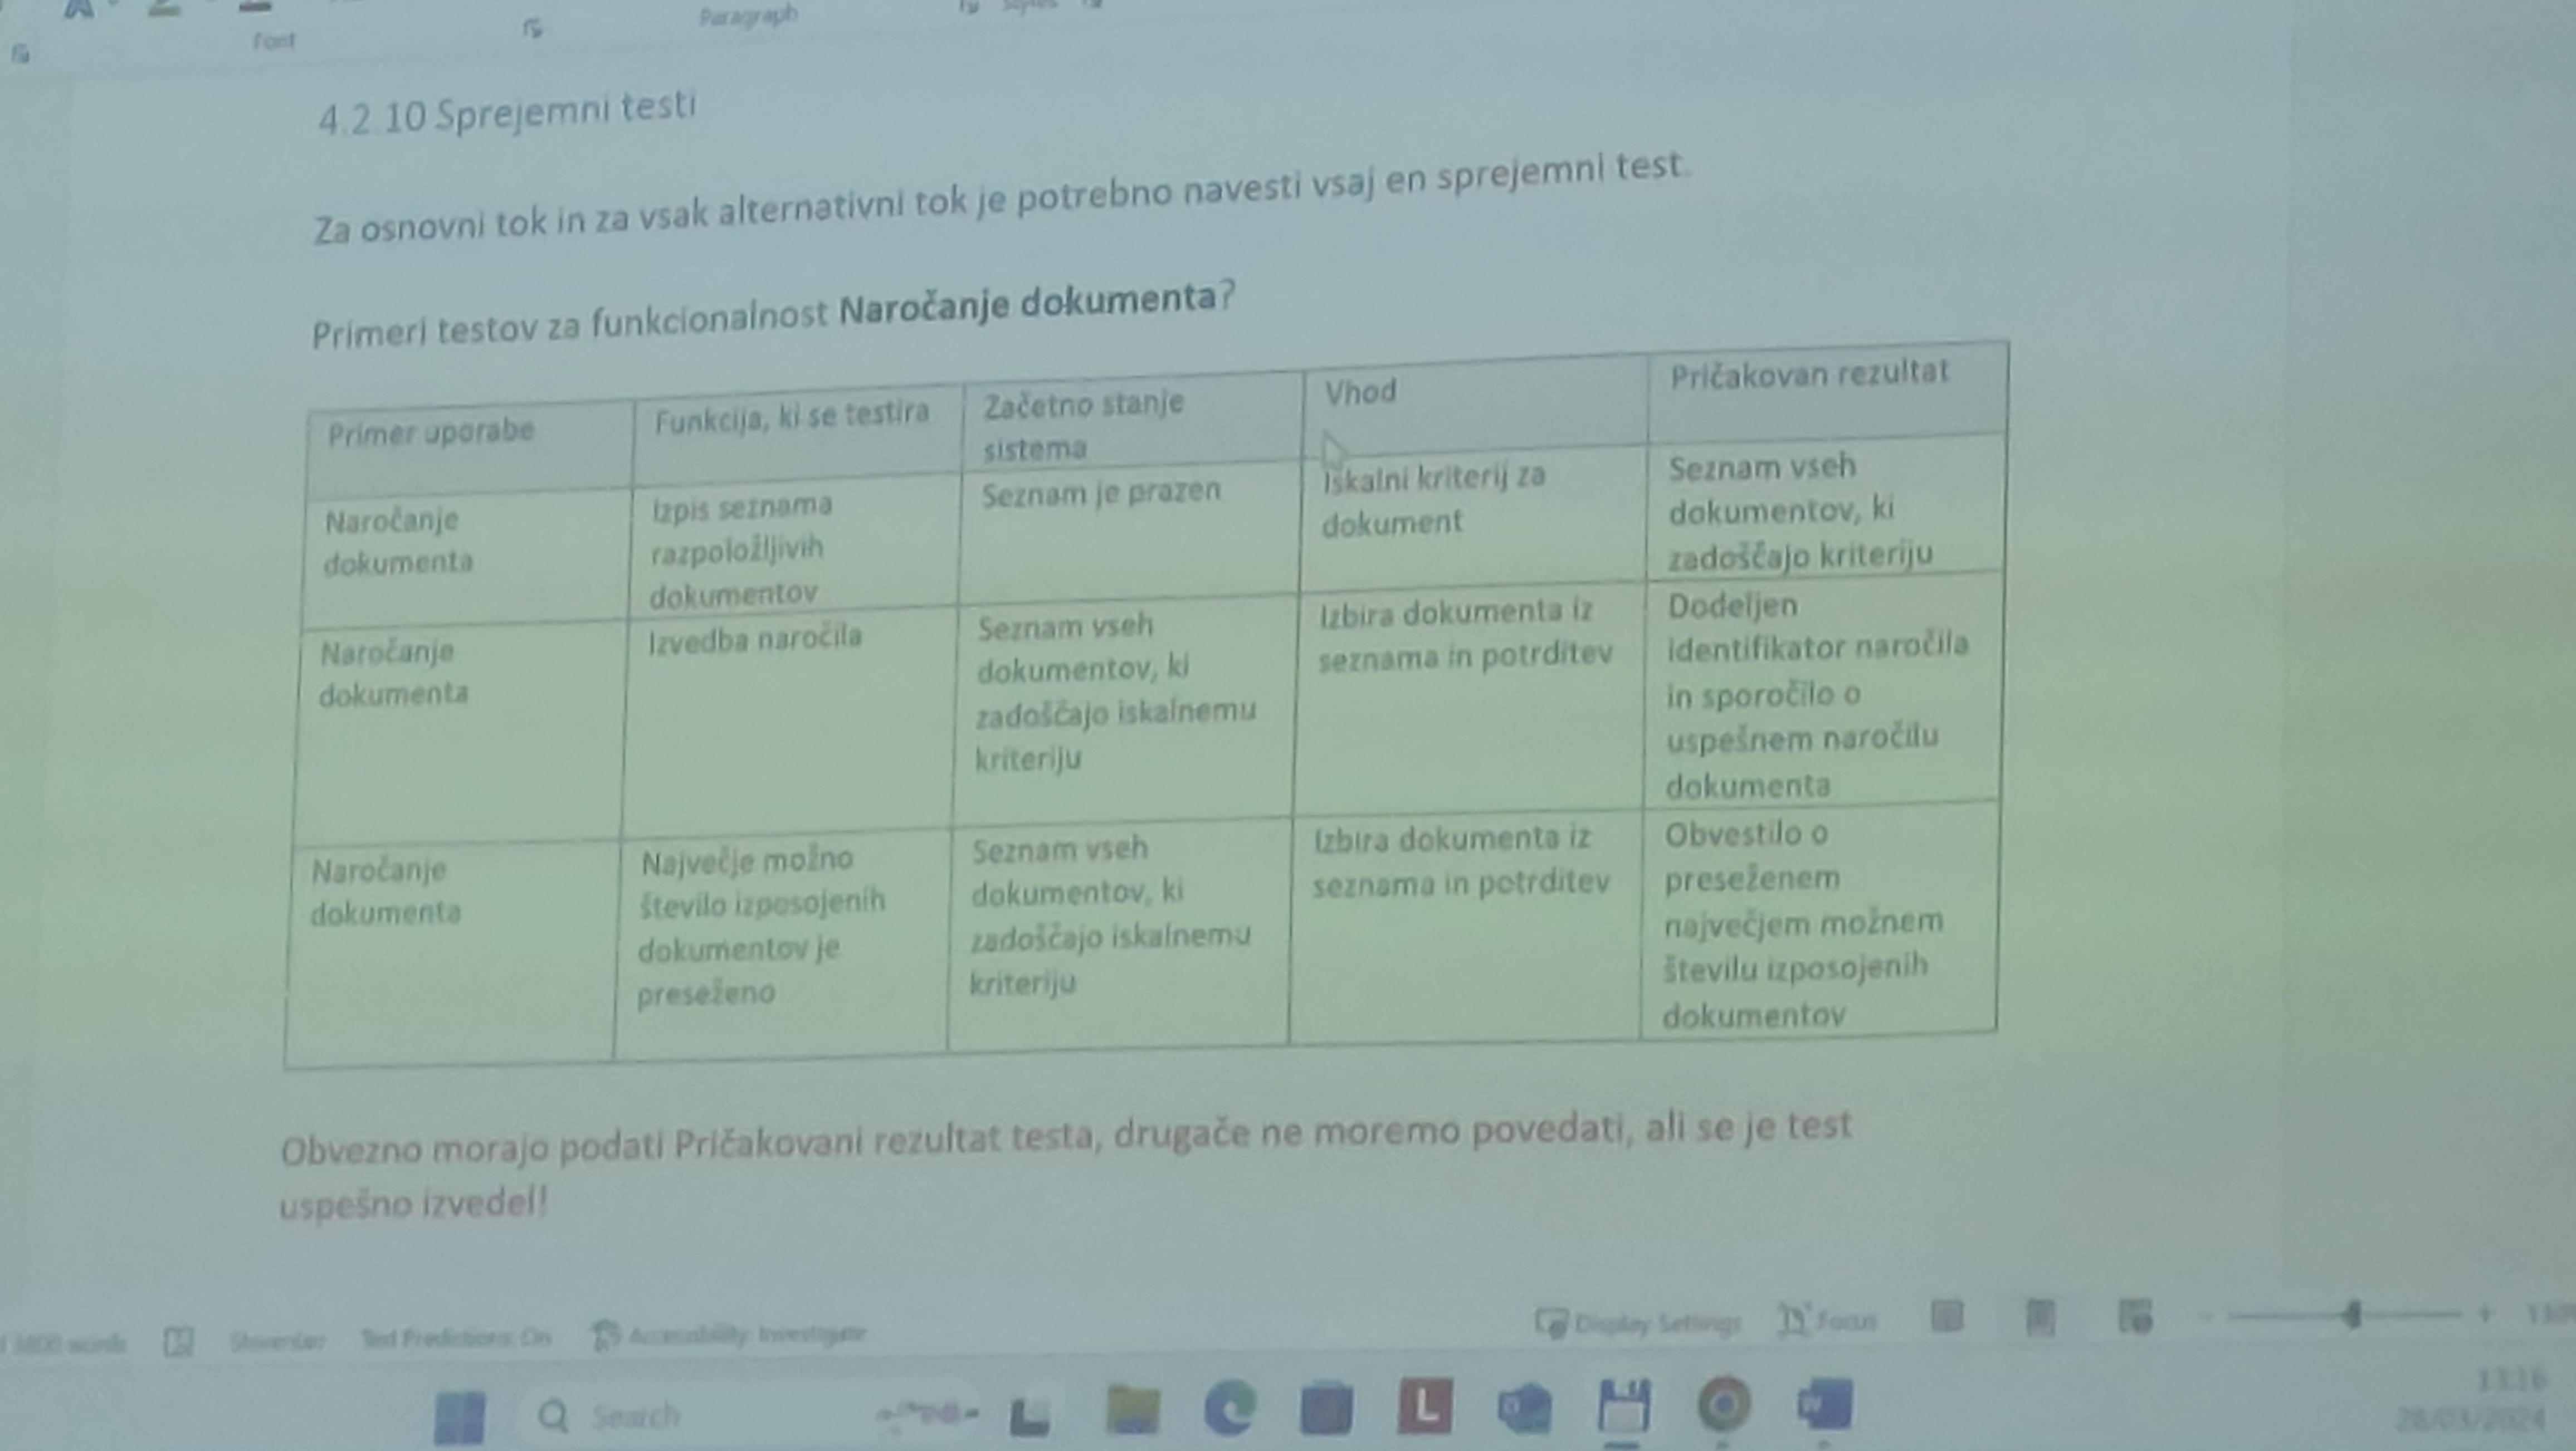 Font
Paragraph
Styles
4.2.10 Sprejemni testi
Za osnovni tok in za vsak alternativni tok je potrebno navesti vsaj en sprejemni test.
Primeri testov za funkcionalnost Naročanje dokumenta?
Primer uporabe
Funkcija, ki se testira
Začetno stanje
sistema
Vhod
Pričakovan rezultat
Naročanje
dokumenta
Izpis seznama
razpoložljivih
dokumentov
Seznam je prazen
Iskalni kriterij za
dokument
Seznam vseh
dokumentov, ki
zadoščajo kriteriju
Naročanje
dokumenta
Izvedba naročila
Seznam vseh
dokumentov, ki
zadoščajo iskalnemu
kriteriju
Izbira dokumenta iz
seznama in potrditev
Dodeljen
identifikator naročila
in sporočilo o
uspešnem naročilu
dokumenta
Naročanje
dokumenta
Največje možno
število izposojenih
dokumentov je
preseženo
Seznam vseh
dokumentov, ki
zadoščajo iskalnemu
kriteriju
Izbira dokumenta iz
seznama in potrditev
Obvestilo o
preseženem
največjem možnem
številu izposojenih
dokumentov
Obvezno morajo podati Pričakovani rezultat testa, drugače ne moremo povedati, ali se je test
uspešno izvedel!
words Slovenian Text Predictions: On Accessibility: Investigate Display Settings Focus
Search
L
13:16
28/03/2024